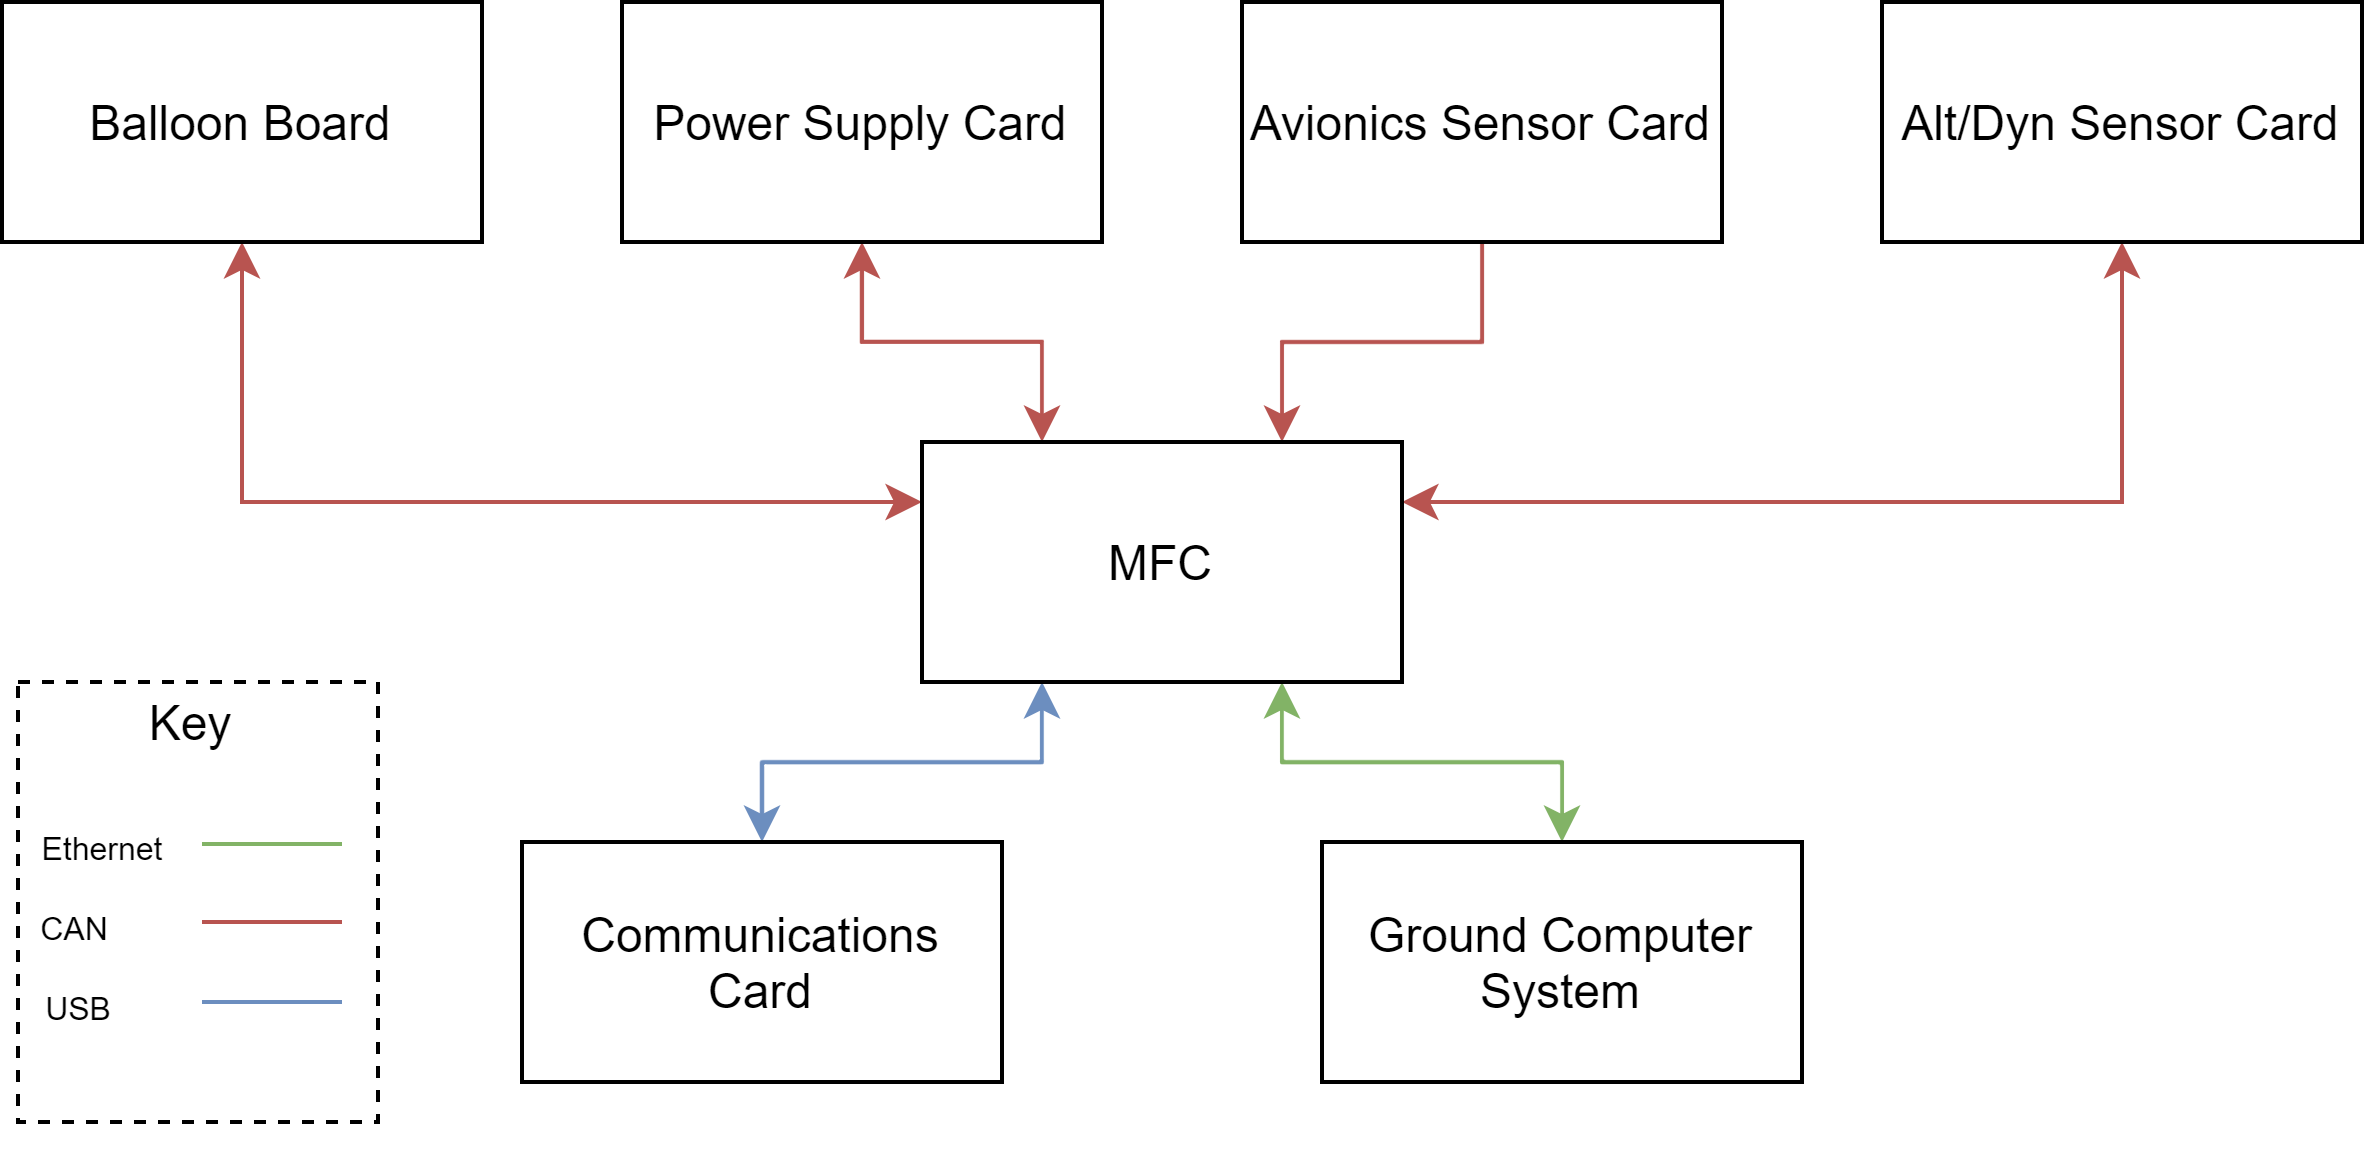 Balloon Board
Power Supply Card
Avionics Sensor Card
Alt/Dyn Sensor Card
MFC
Key
Ethernet
CAN
USB
Communications
Card
Ground Computer
System